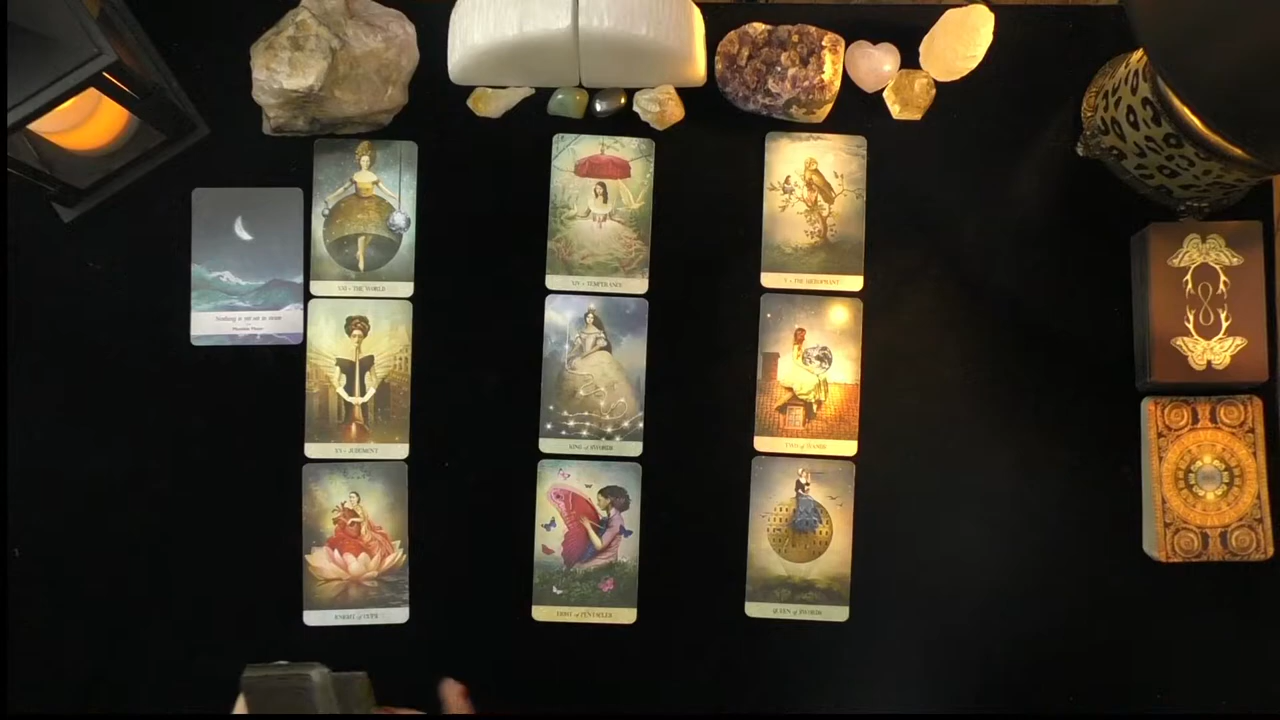 XXI • THE WORLD
XIV • TEMPERANCE
V • THE HIEROPHANT
Nothing is yet set in stone
XX • JUDGMENT
KING of SWORDS
TWO of WANDS
KNIGHT of CUPS
EIGHT of PENTACLES
QUEEN of SWORDS